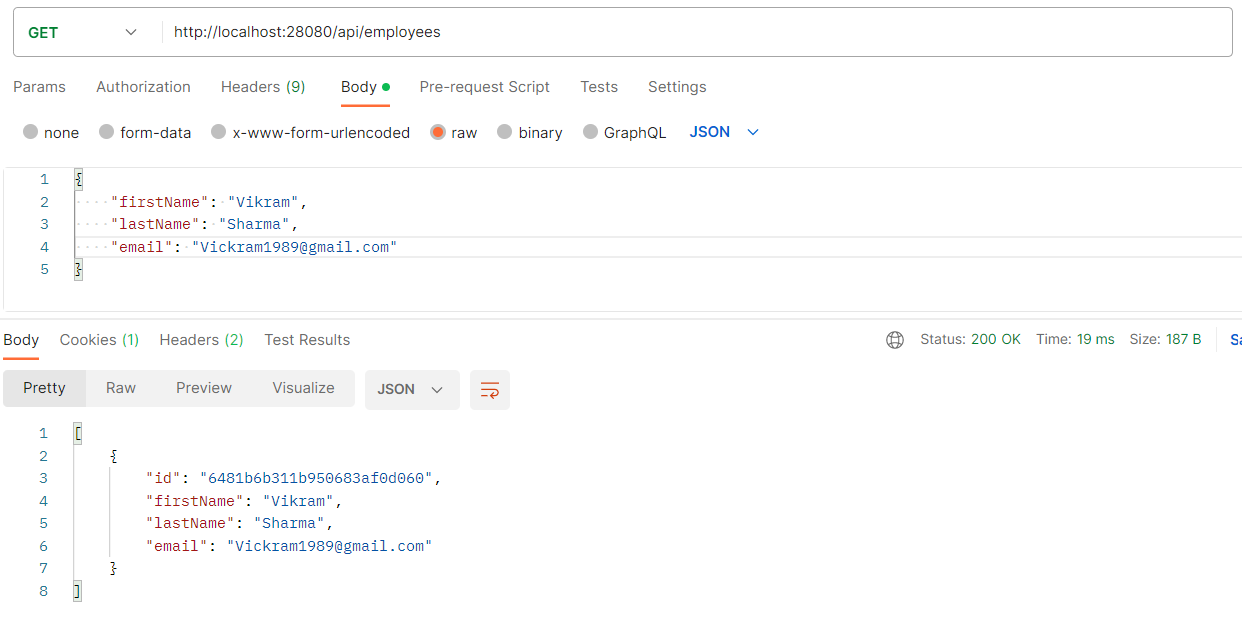 GET http://localhost:28080/api/employees
Params Authorization Headers (9) Body Pre-request Script Tests Settings
none form-data x-www-form-urlencoded raw binary GraphQL JSON
1 {
2 "firstName": "Vikram",
3 "lastName": "Sharma",
4 "email": "Vickram1989@gmail.com"
5 }
Body Cookies (1) Headers (2) Test Results Status: 200 OK Time: 19 ms Size: 187 B Sa
Pretty Raw Preview Visualize JSON
1 [
2 {
3 "id": "6481b6b311b950683af0d060",
4 "firstName": "Vikram",
5 "lastName": "Sharma",
6 "email": "Vickram1989@gmail.com"
7 }
8 ]